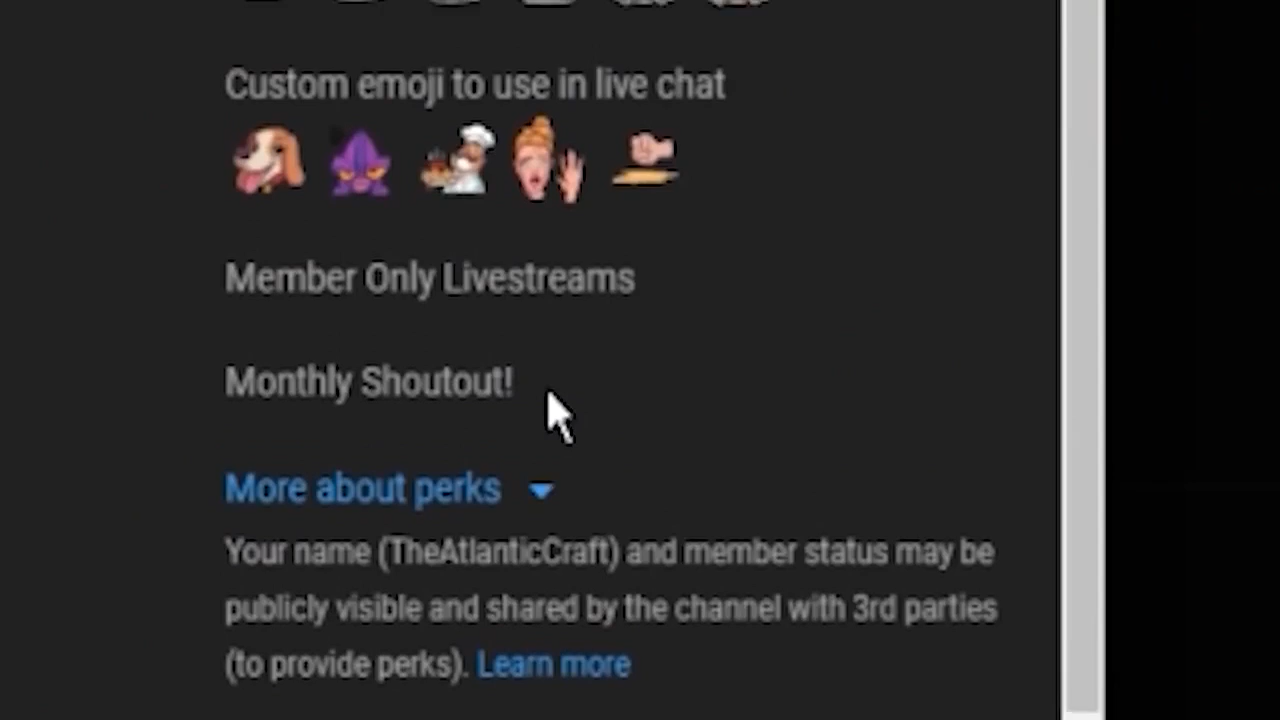 Custom emoji to use in live chat
Member Only Livestreams
Monthly Shoutout!
More about perks
Your name (TheAtlanticCraft) and member status may be
publicly visible and shared by the channel with 3rd parties
(to provide perks). Learn more